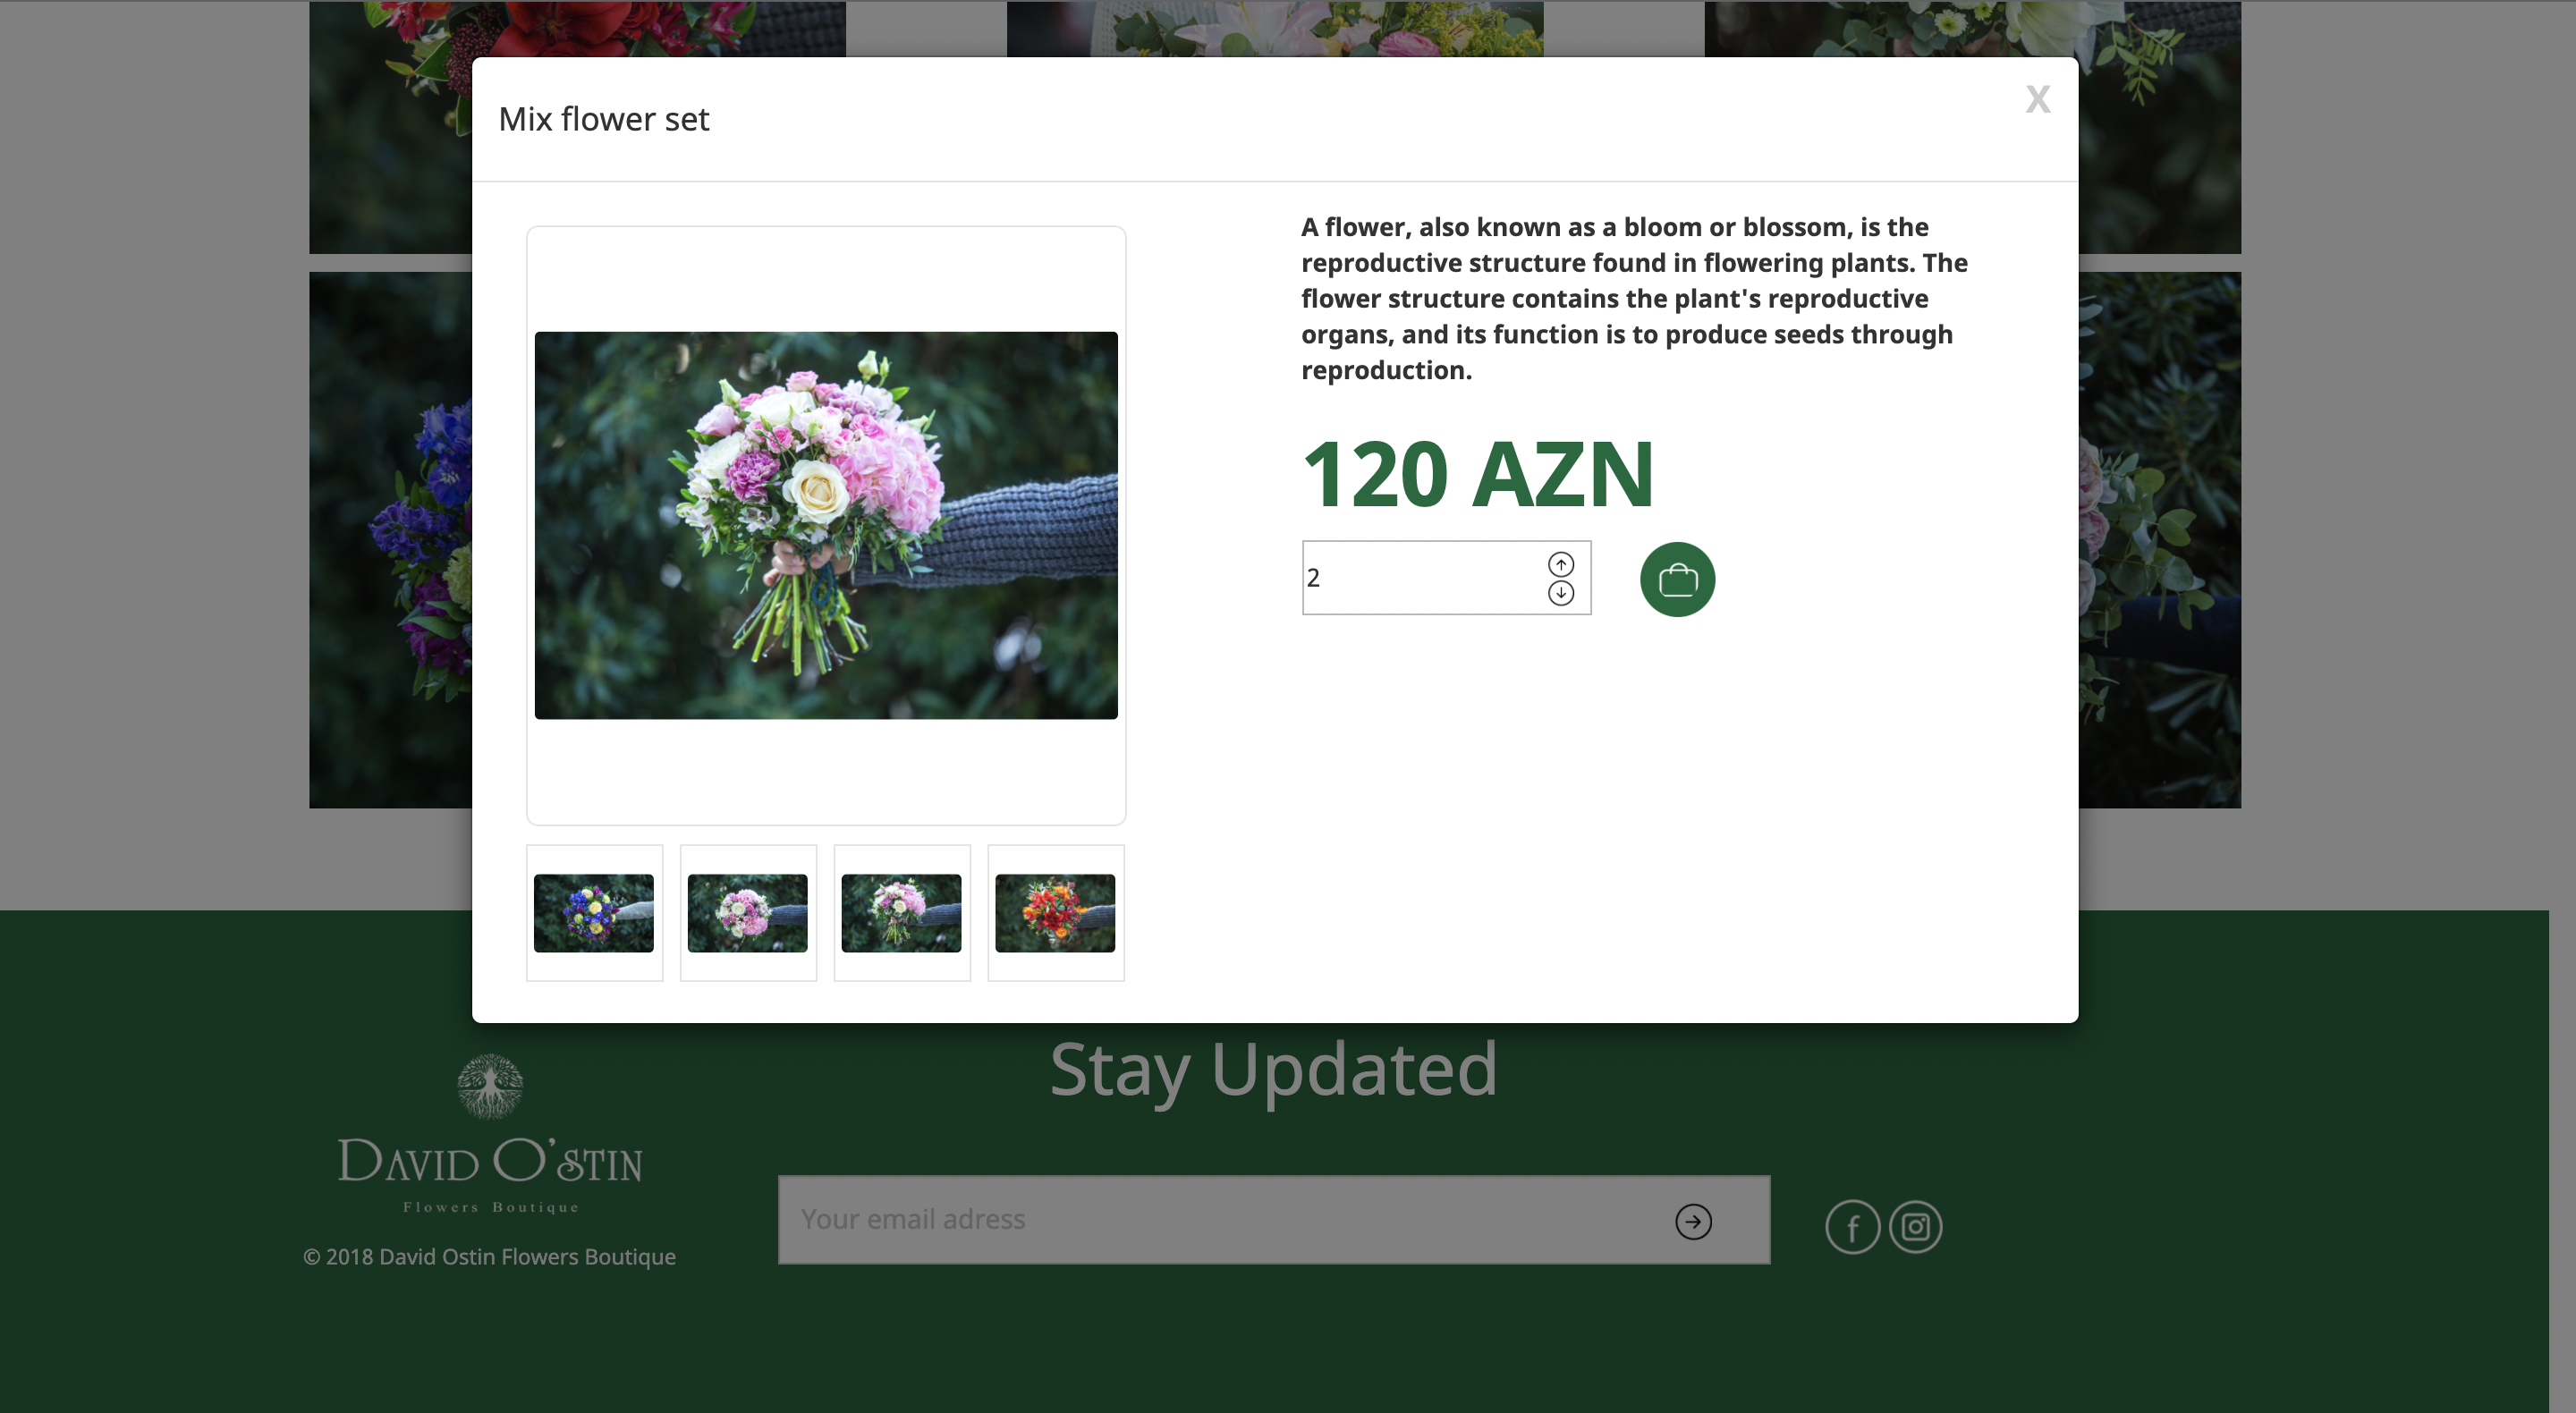 Mix flower set
X
A flower, also known as a bloom or blossom, is the
reproductive structure found in flowering plants. The
flower structure contains the plant's reproductive
organs, and its function is to produce seeds through
reproduction.
120 AZN
2
Stay Updated
DAVID O'STIN
Flowers Boutique
© 2018 David Ostin Flowers Boutique
Your email adress
f